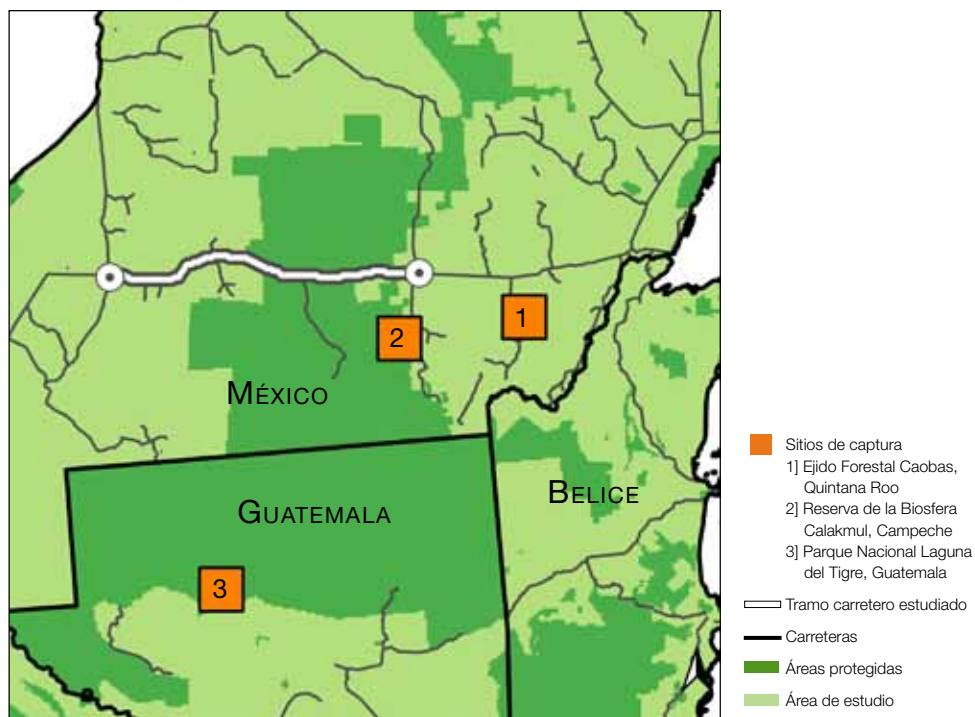 1
2
MÉXICO
BELICE
GUATEMALA
3
Sitios de captura
1] Ejido Forestal Caobas,
Quintana Roo
2] Reserva de la Biosfera
Calakmul, Campeche
3] Parque Nacional Laguna
del Tigre, Guatemala
Tramo carretero estudiado
Carreteras
Áreas protegidas
Área de estudio